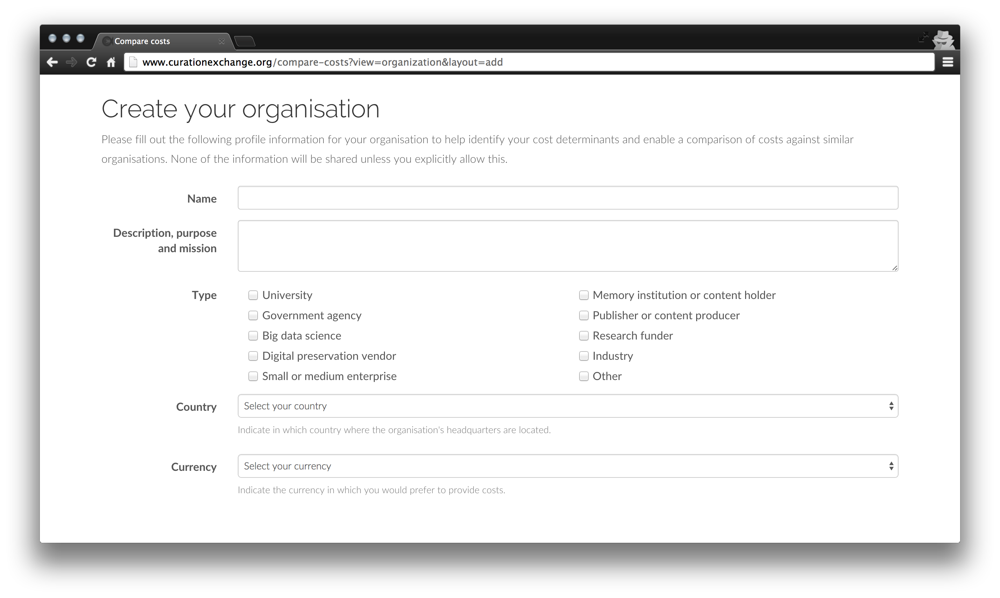 Compare costs
www.curationexchange.org/compare-costs?view=organization&layout=add
Create your organisation
Please fill out the following profile information for your organisation to help identify your cost determinants and enable a comparison of costs against similar
organisations. None of the information will be shared unless you explicitly allow this.
Name
Description, purpose
and mission
Type
University
Memory institution or content holder
Government agency
Publisher or content producer
Big data science
Research funder
Digital preservation vendor
Industry
Small or medium enterprise
Other
Country
Select your country
Indicate in which country where the organisation's headquarters are located.
Currency
Select your currency
Indicate the currency in which you would prefer to provide costs.